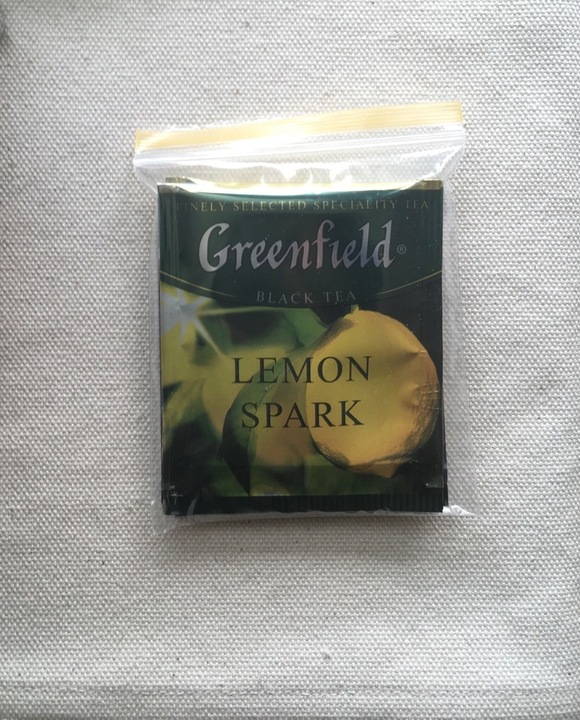 FINELY SELECTED SPECIALITY TEA
Greenfield®
BLACK TEA
LEMON
SPARK